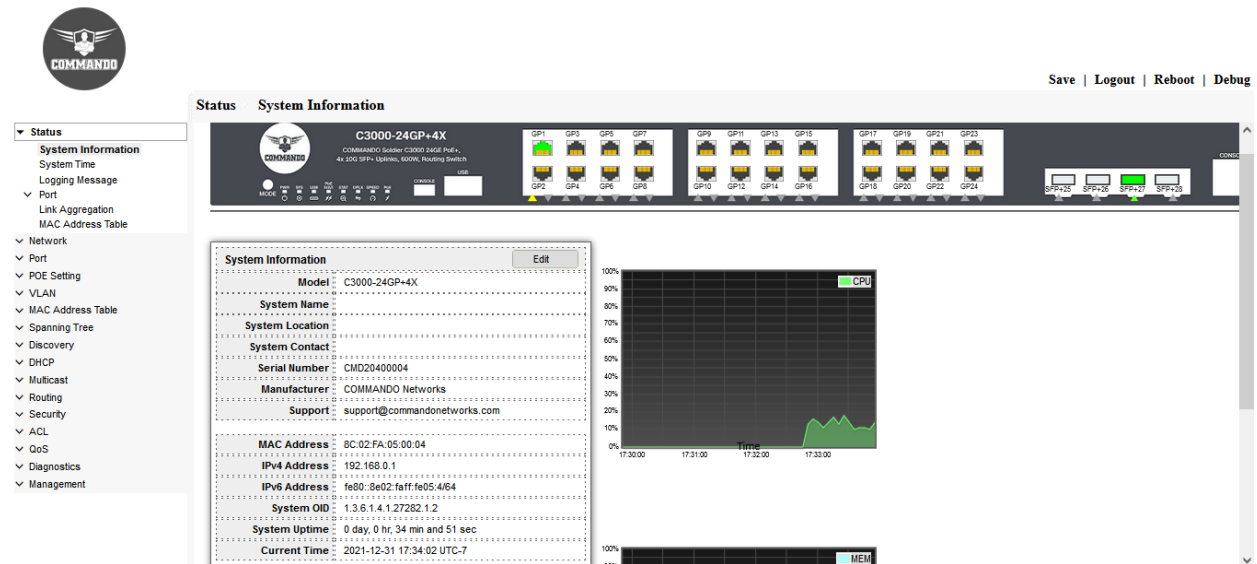 COMMANDO
Save | Logout | Reboot | Debug
Status System Information
Status
System Information
System Time
Logging Message
Port
Link Aggregation
MAC Address Table
Network
Port
POE Setting
VLAN
MAC Address Table
Spanning Tree
Discovery
DHCP
Multicast
Routing
Security
ACL
QoS
Diagnostics
Management
COMMANDO
C3000-24GP+4X
COMMANDO Soldier C3000 24GE PoE+,
4x 10G SFP+ Uplinks, 600W, Routing Switch
USB
CONSOLE
MODE PWR SYS USB PoE MAX STAT DPLX SPEED PoE
GP1 GP3 GP5 GP7 GP9 GP11 GP13 GP15 GP17 GP19 GP21 GP23
GP2 GP4 GP6 GP8 GP10 GP12 GP14 GP16 GP18 GP20 GP22 GP24
SFP+25 SFP+26 SFP+27 SFP+28
System Information Edit
Model C3000-24GP+4X
System Name
System Location
System Contact
Serial Number CMD20400004
Manufacturer COMMANDO Networks
Support support@commandonetworks.com
MAC Address 8C:02:FA:05:00:04
IPv4 Address 192.168.0.1
IPv6 Address fe80::8e02:faff:fe05:4/64
System OID 1.3.6.1.4.1.27282.1.2
System Uptime 0 day, 0 hr, 34 min and 51 sec
Current Time 2021-12-31 17:34:02 UTC-7
CPU
100%
90%
80%
70%
60%
50%
40%
30%
20%
10%
0%
Time
17:30:00 17:31:00 17:32:00 17:33:00
100%
MEM